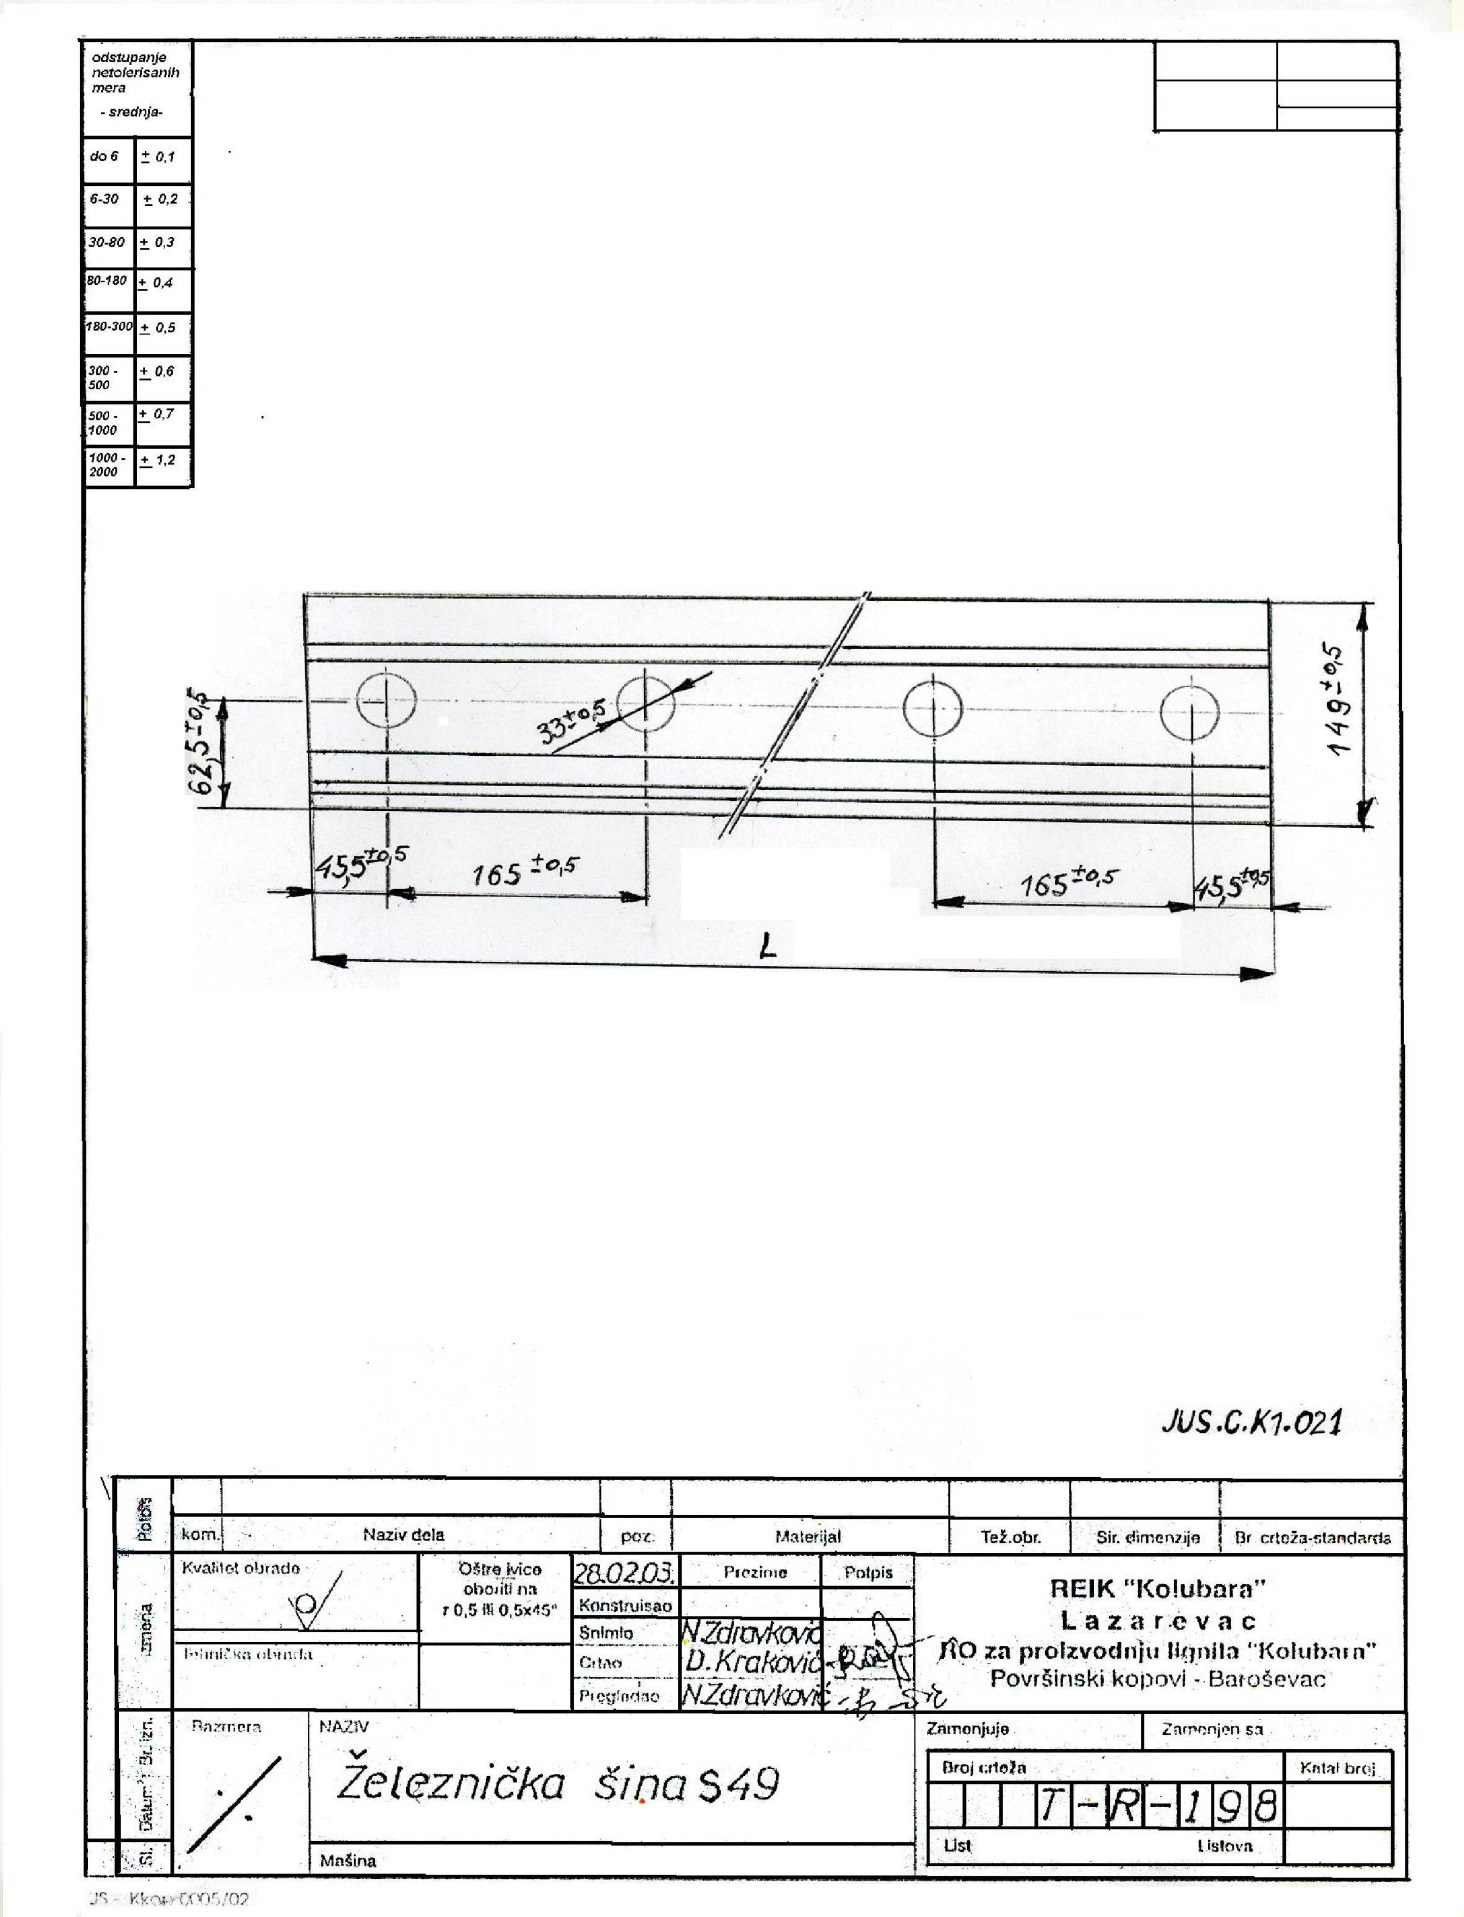 odstupanje
netolerisanih
mera
- srednja-
do 6 ± 0,1
6-30 ± 0,2
30-80 ± 0,3
80-180 ± 0,4
180-300 ± 0,5
300 -
500 ± 0,6
500 -
1000 ± 0,7
1000 -
2000 ± 1,2
62,5±0,5
33±0,5
149±0,5
45,5±0,5
165±0,5
165±0,5
45,5±0,5
L
JUS.C.K1.021
Potpis
kom. Naziv dela poz. Materijal Tež.obr. Sir. dimenzije Br crteža-standarda
izmena
Kvalitet obrade
Oštre ivice
oboriti na
r 0,5 ili 0,5x45°
28.02.03. Prezime Potpis
Konstruisao
Snimio N.Zdravković
Crtao D.Kraković
Pregledao N.Zdravković
REIK "Kolubara"
Lazarevac
RO za proizvodnju lignita "Kolubara"
Površinski kopovi - Baroševac
Sl. Datum Br. izn.
Razmera
NAZIV
Železnička šina S49
Mašina
Zamenjuje Zamenjen sa
Broj crteža Katal broj
T-R-198
List Listova